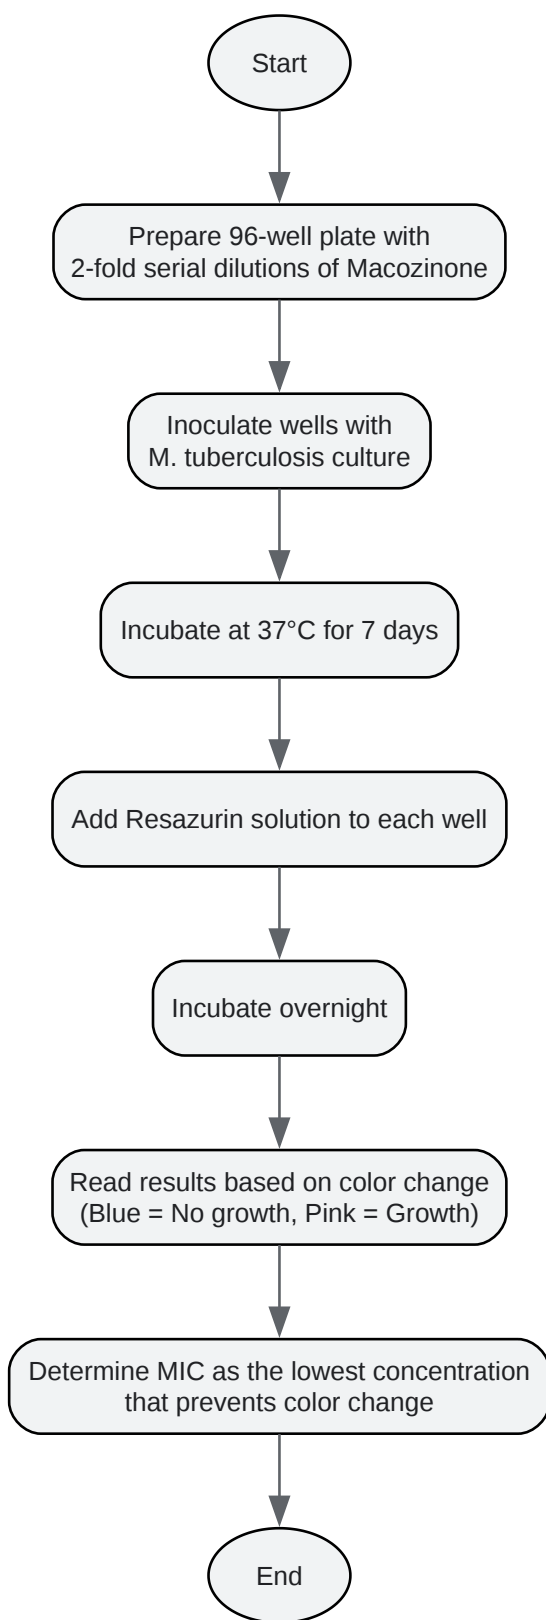 Start
Prepare 96-well plate with
2-fold serial dilutions of Macozinone
Inoculate wells with
M. tuberculosis culture
Incubate at 37°C for 7 days
Add Resazurin solution to each well
Incubate overnight
Read results based on color change
(Blue = No growth, Pink = Growth)
Determine MIC as the lowest concentration
that prevents color change
End